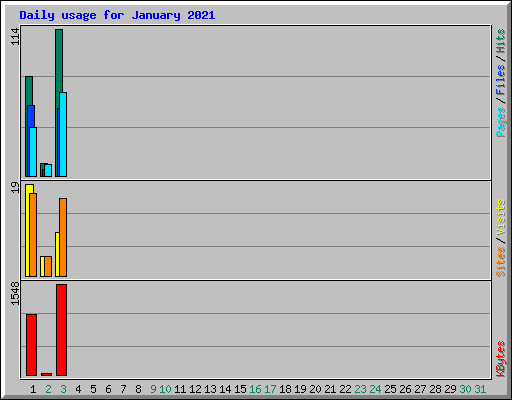 Daily usage for January 2021
114
19
1548
Pages / Files / Hits
Sites / Visits
KBytes
1 2 3 4 5 6 7 8 9 10 11 12 13 14 15 16 17 18 19 20 21 22 23 24 25 26 27 28 29 30 31